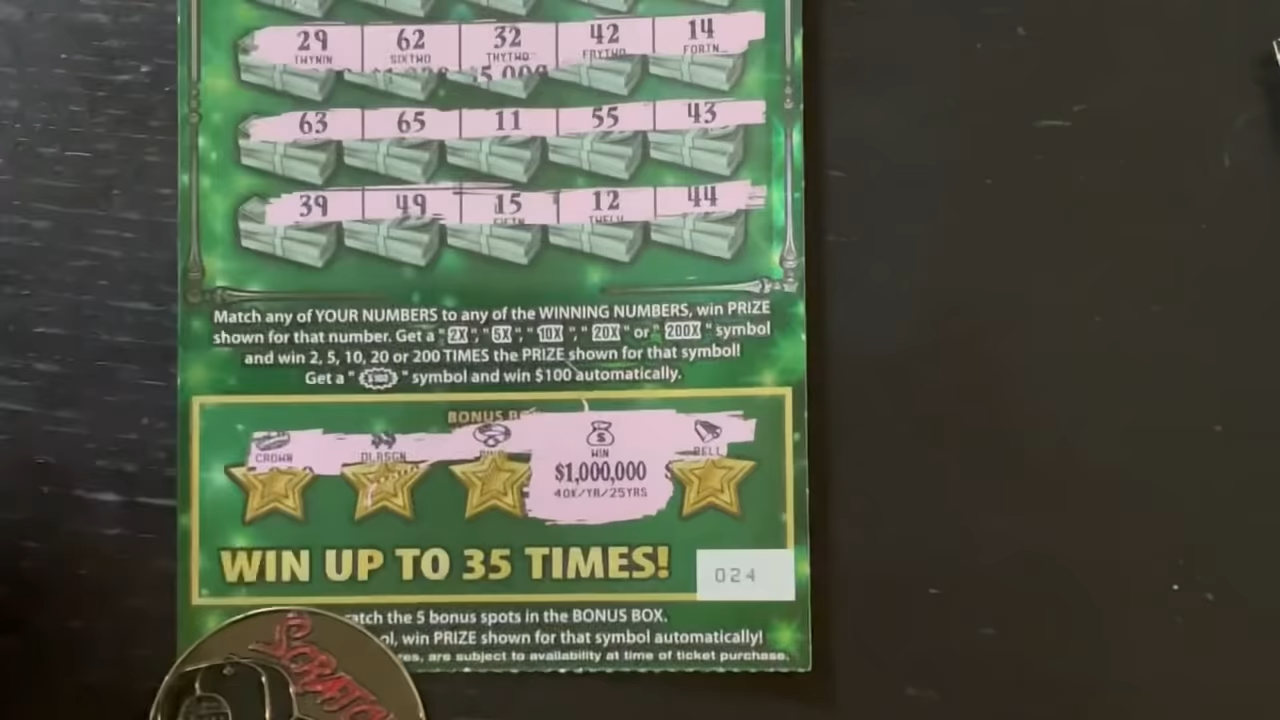 29 62 32 42 14
THYNIN SIXTWO THYTWO FRYTWO FORTN
5,000
63 65 11 55 43
39 49 15 12 44
Match any of YOUR NUMBERS to any of the WINNING NUMBERS, win PRIZE
shown for that number. Get a "2X", "5X", "10X", "20X" or "200X" symbol
and win 2, 5, 10, 20 or 200 TIMES the PRIZE shown for that symbol!
Get a "$100" symbol and win $100 automatically.
BONUS
CROWN WIN BELL
$1,000,000
40K/YR/25YRS
WIN UP TO 35 TIMES!
024
the 5 bonus spots in the BONUS BOX.
win PRIZE shown for that symbol automatically!
are subject to availability at time of ticket purchase.